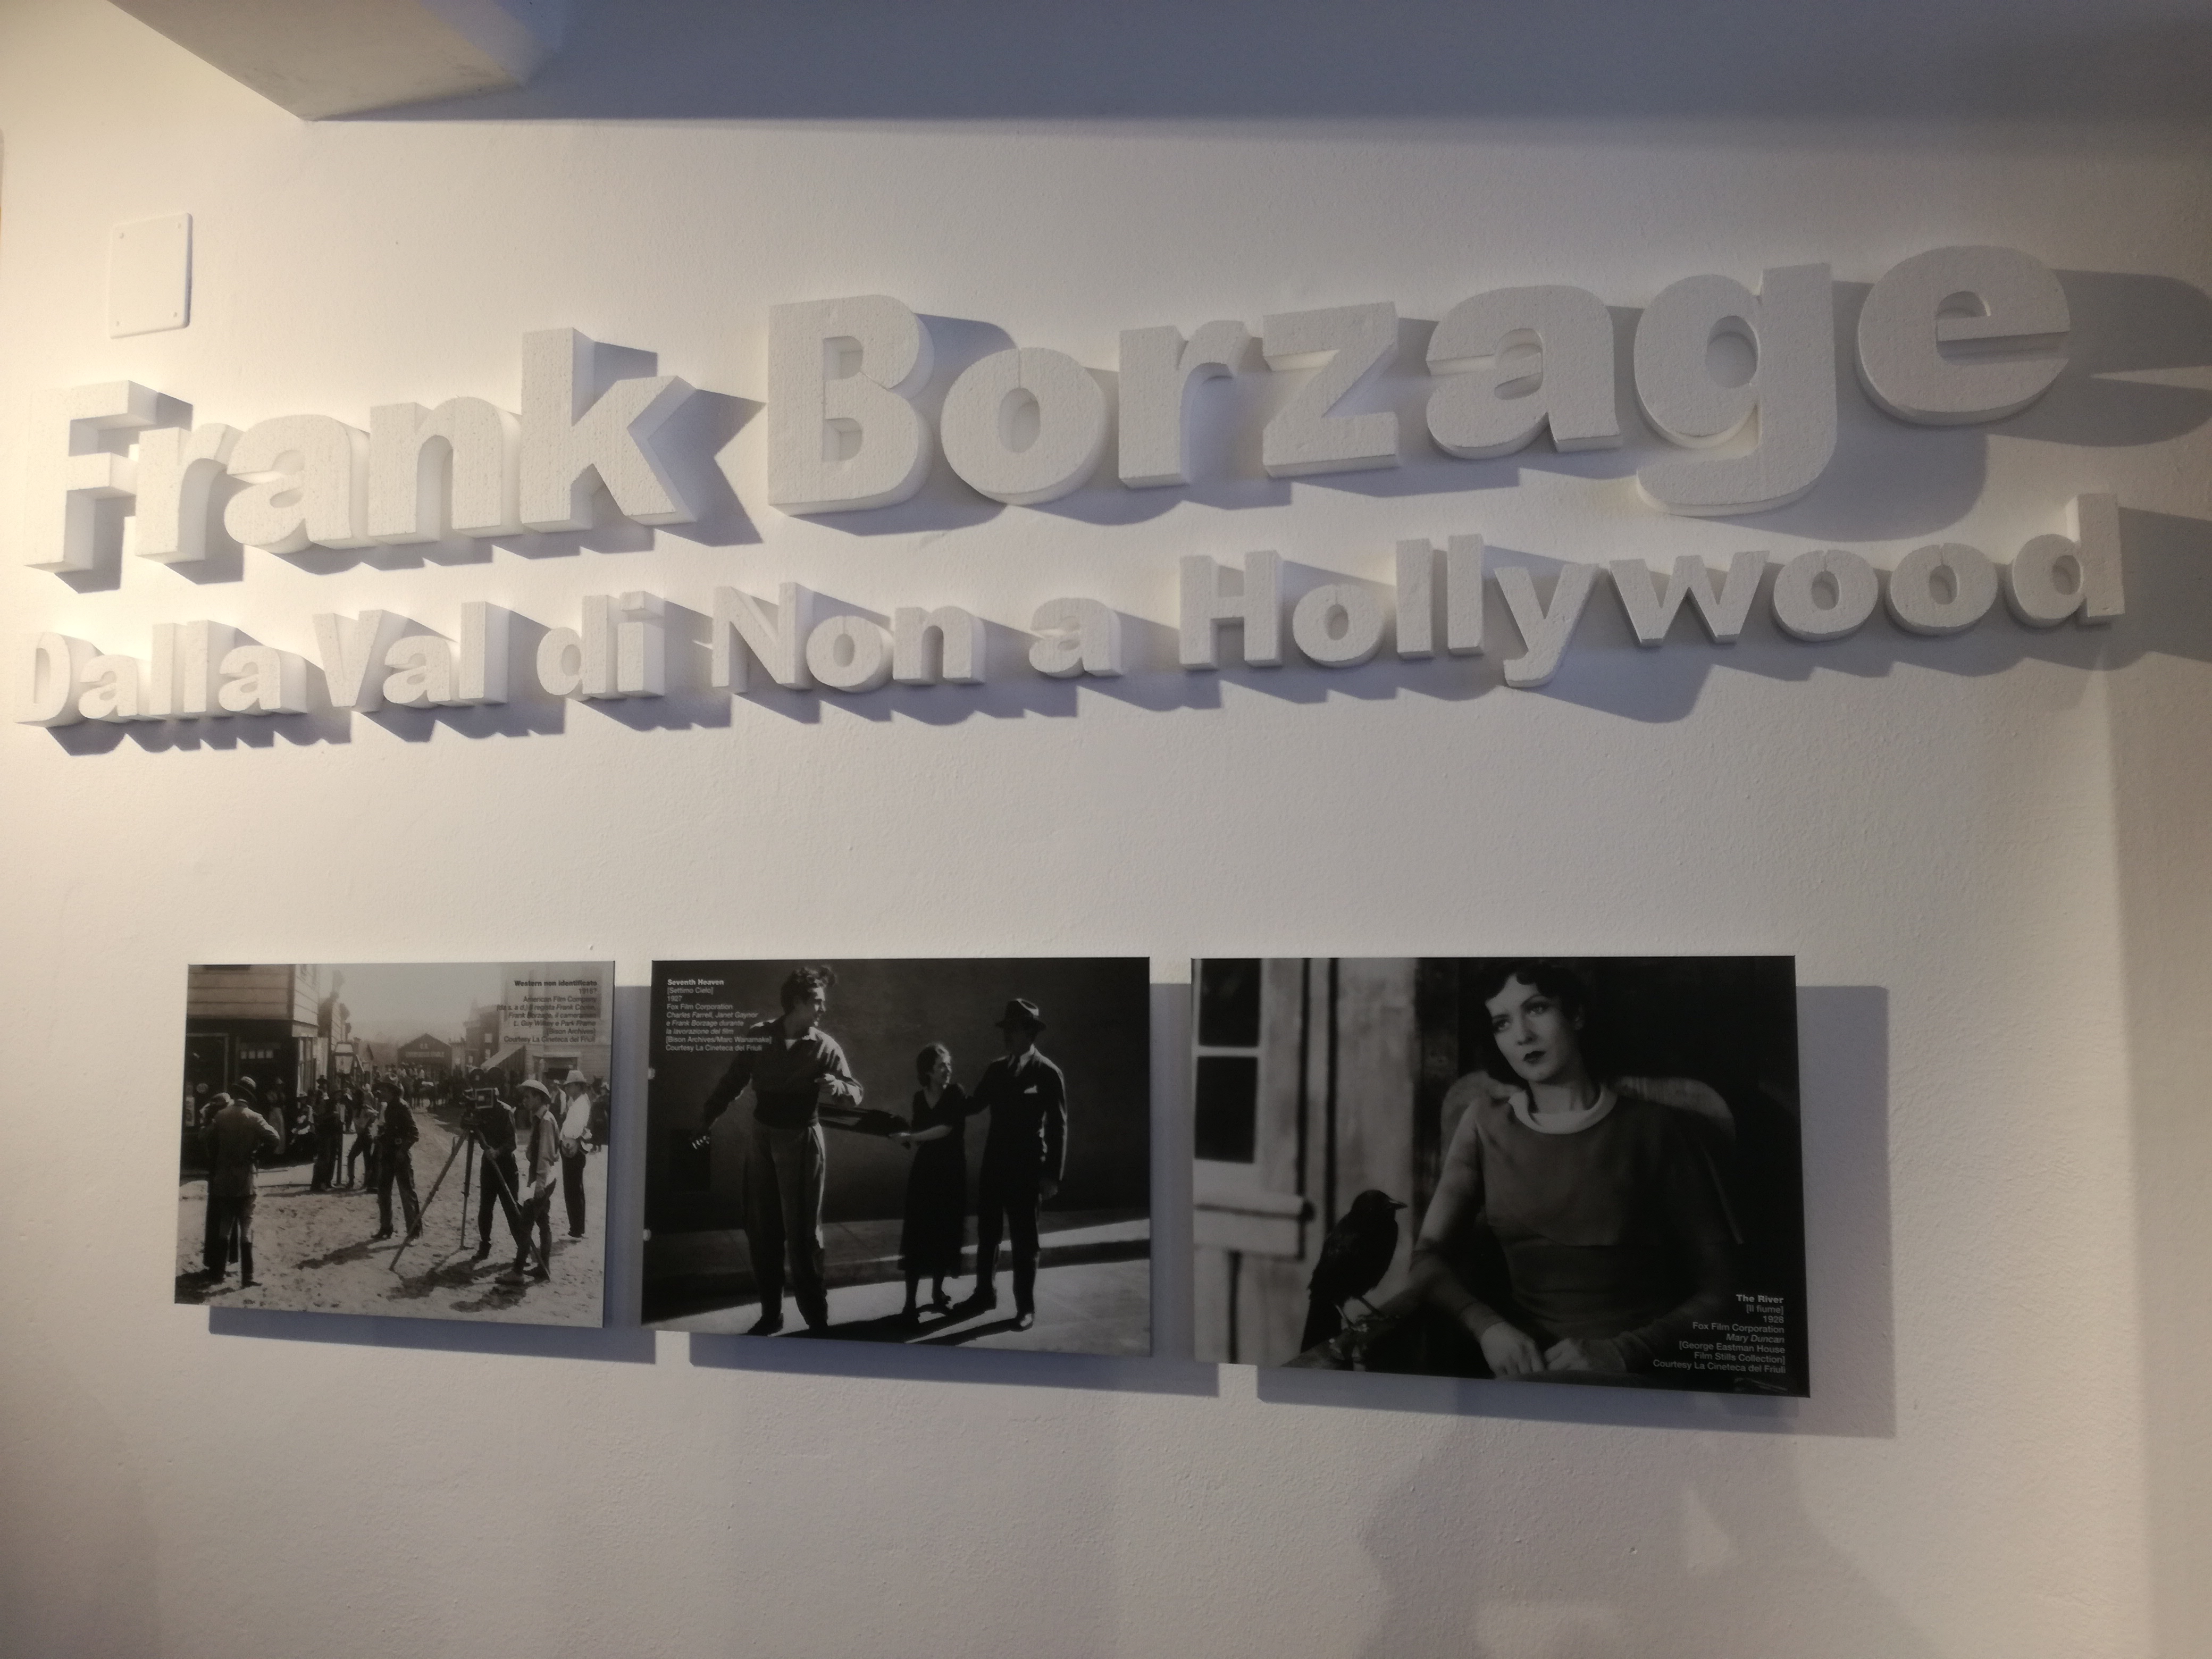 Frank Borzage
Dalla Val di Non a Hollywood
Western non identificato
American Film Company
[Bison Archives]
Courtesy La Cineteca del Friuli
Seventh Heaven
[Settimo Cielo]
1927
Fox Film Corporation
Charles Farrell, Janet Gaynor
e Frank Borzage durante
la lavorazione del film
[Bison Archives/Marc Wanamaker]
Courtesy La Cineteca del Friuli
The River
[Il fiume]
1928
Fox Film Corporation
Mary Duncan
[George Eastman House
Film Stills Collection]
Courtesy La Cineteca del Friuli